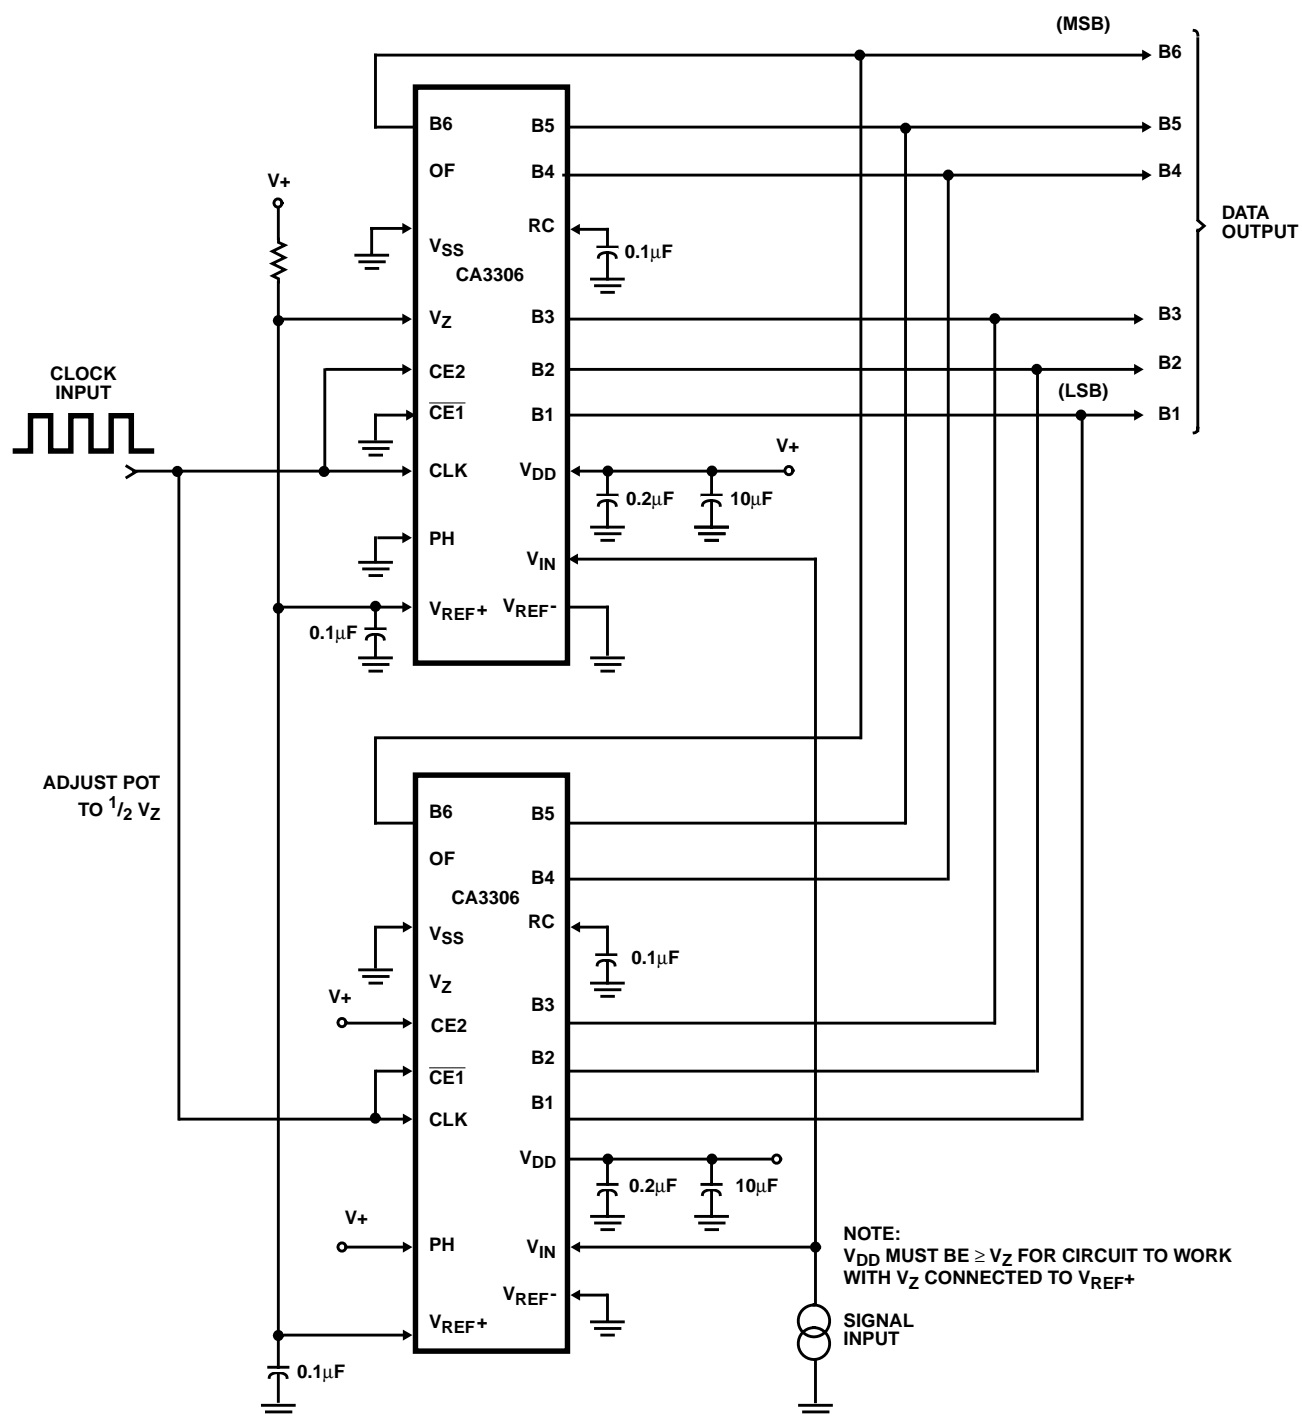 (MSB)
B6
B5
B4
B3
B2
(LSB)
B1
DATA
OUTPUT
B6
OF
VSS
CA3306
VZ
CE2
C̅E̅1̅
CLK
PH
VREF+
B5
B4
RC
B3
B2
B1
VDD
VIN
VREF-
V+
CLOCK
INPUT
0.1µF
V+
0.2µF
10µF
0.1µF
ADJUST POT
TO 1/2 VZ
B6
OF
CA3306
VSS
VZ
CE2
C̅E̅1̅
CLK
PH
VREF+
B5
B4
RC
B3
B2
B1
VDD
VIN
VREF-
0.1µF
V+
0.2µF
10µF
V+
NOTE:
VDD MUST BE ≥ VZ FOR CIRCUIT TO WORK
WITH VZ CONNECTED TO VREF+
SIGNAL
INPUT
0.1µF